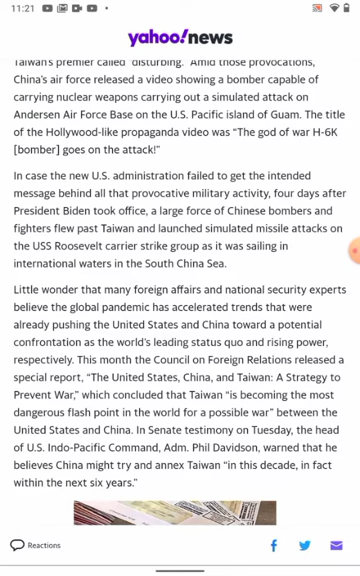 11:21
yahoo!news
Taiwan's premier called "disturbing." Amid those provocations,
China's air force released a video showing a bomber capable of
carrying nuclear weapons carrying out a simulated attack on
Andersen Air Force Base on the U.S. Pacific island of Guam. The title
of the Hollywood-like propaganda video was "The god of war H-6K
[bomber] goes on the attack!"
In case the new U.S. administration failed to get the intended
message behind all that provocative military activity, four days after
President Biden took office, a large force of Chinese bombers and
fighters flew past Taiwan and launched simulated missile attacks on
the USS Roosevelt carrier strike group as it was sailing in
international waters in the South China Sea.
Little wonder that many foreign affairs and national security experts
believe the global pandemic has accelerated trends that were
already pushing the United States and China toward a potential
confrontation as the world's leading status quo and rising power,
respectively. This month the Council on Foreign Relations released a
special report, "The United States, China, and Taiwan: A Strategy to
Prevent War," which concluded that Taiwan "is becoming the most
dangerous flash point in the world for a possible war" between the
United States and China. In Senate testimony on Tuesday, the head
of U.S. Indo-Pacific Command, Adm. Phil Davidson, warned that he
believes China might try and annex Taiwan "in this decade, in fact
within the next six years."
Reactions